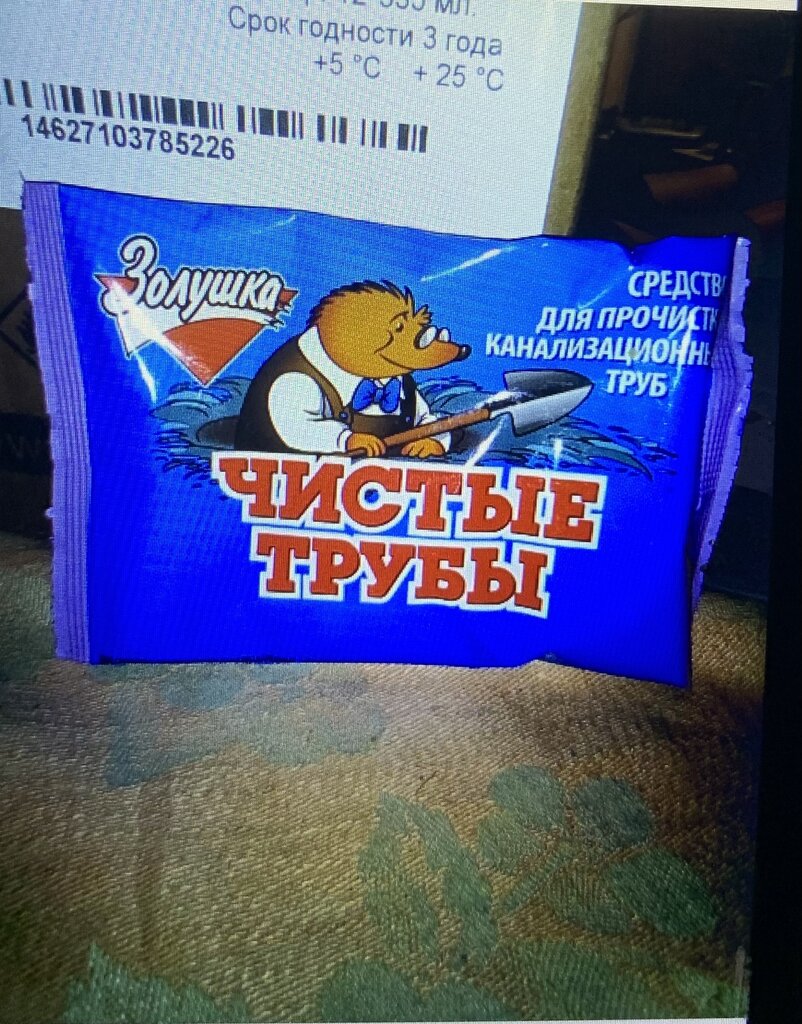 Срок годности 3 года
+5 °C + 25 °C
14627103785226
Золушка
СРЕДСТВ
ДЛЯ ПРОЧИСТК
КАНАЛИЗАЦИОНН
ТРУБ
ЧИСТЫЕ
ТРУБЫ